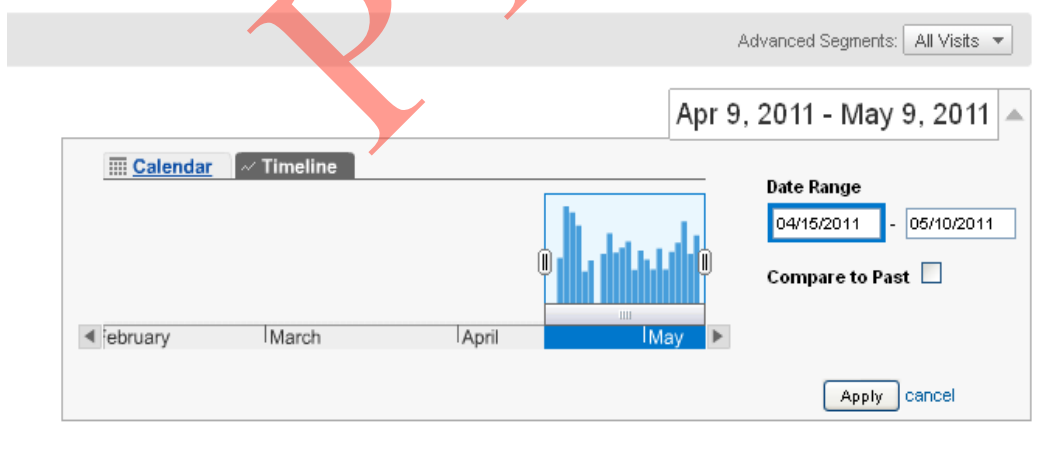 Advanced Segments: All Visits
Apr 9, 2011 - May 9, 2011
Calendar Timeline
Date Range
04/15/2011 - 05/10/2011
Compare to Past
ebruary March April May
Apply cancel